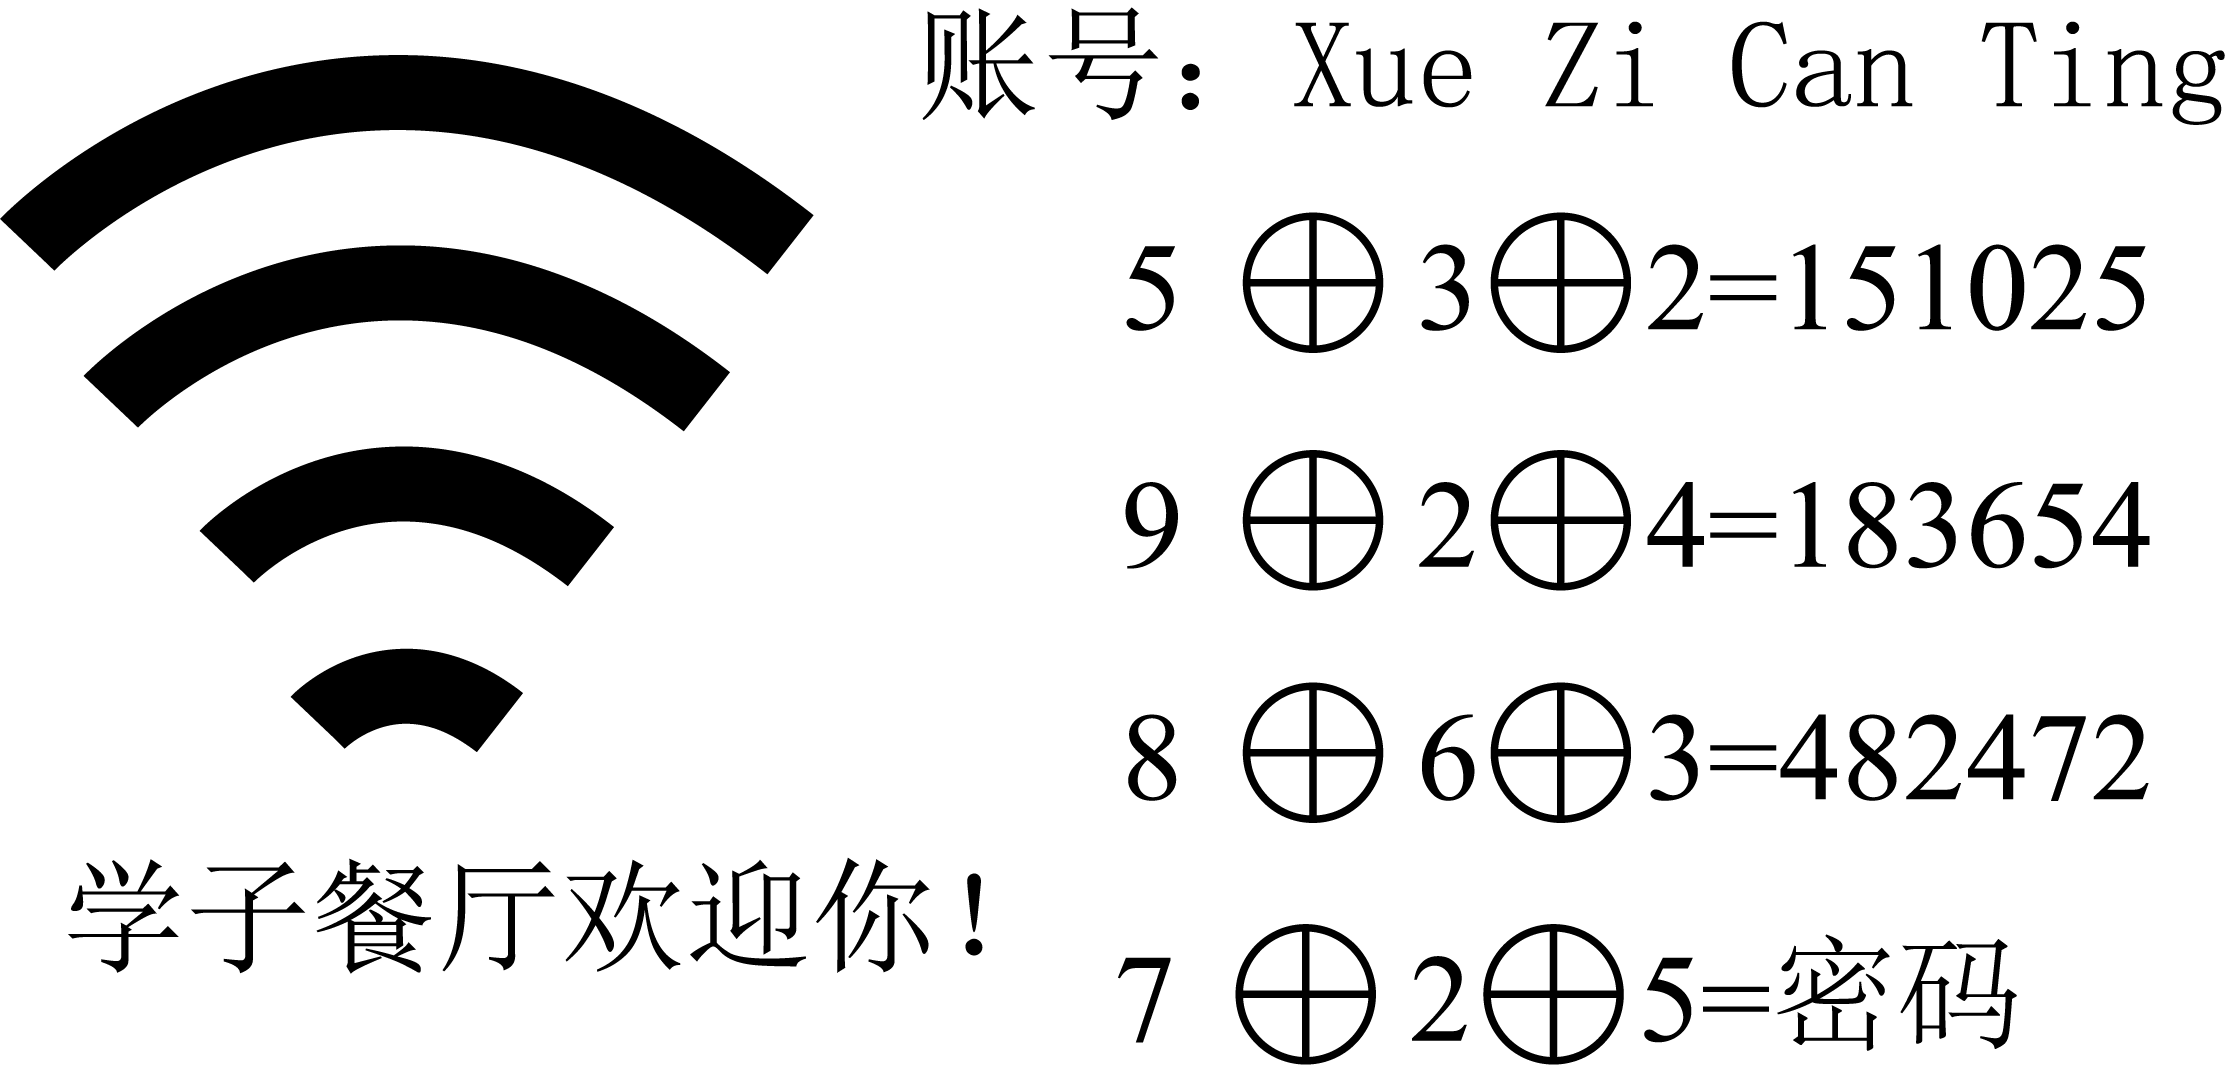 账号：Xue Zi Can Ting
5 ⊕ 3⊕2=151025
9 ⊕ 2⊕4=183654
8 ⊕ 6⊕3=482472
学子餐厅欢迎你！
7 ⊕ 2⊕5=密码